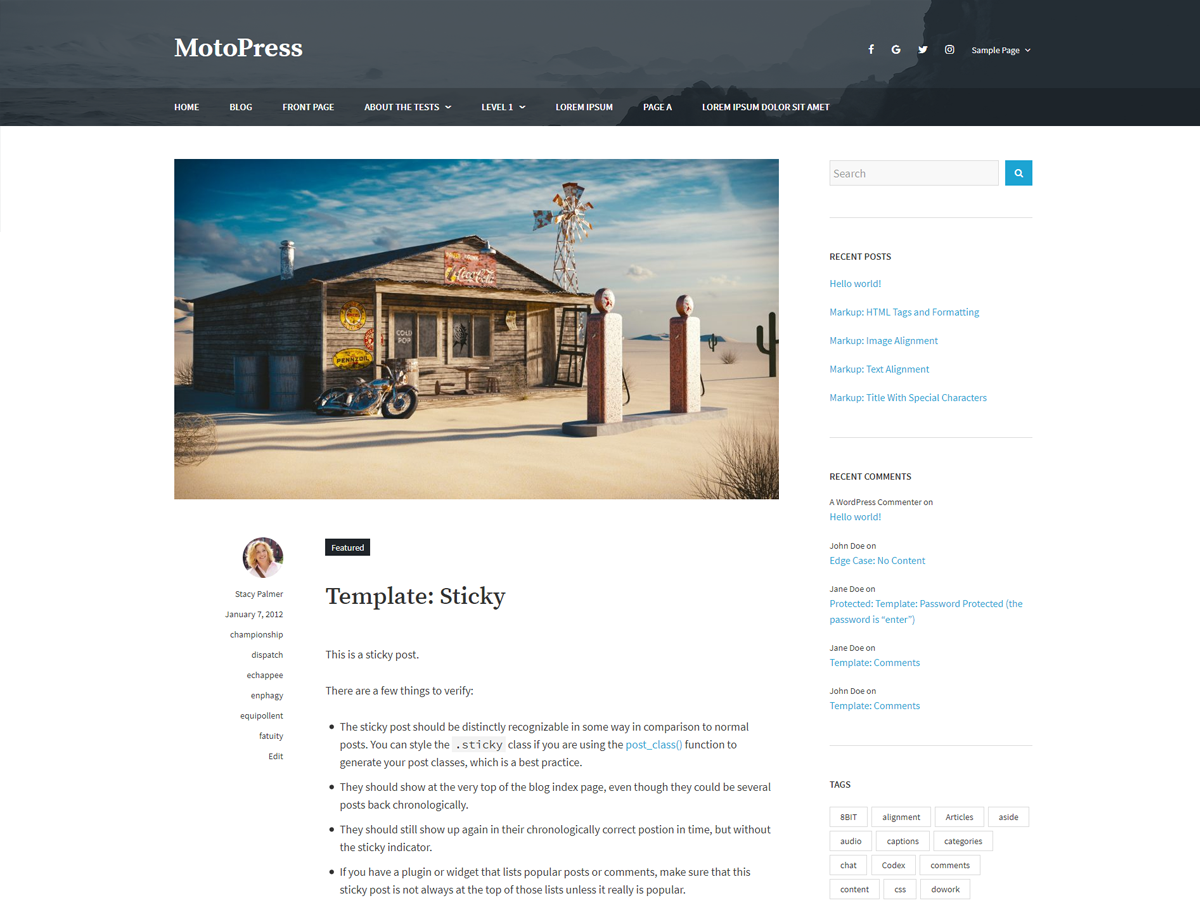 MotoPress
Sample Page
HOME BLOG FRONT PAGE ABOUT THE TESTS LEVEL 1 LOREM IPSUM PAGE A LOREM IPSUM DOLOR SIT AMET
COLD
POP
PENNZOIL
Featured
Stacy Palmer
January 7, 2012
championship
dispatch
echappee
enphagy
equipollent
fatuity
Edit
Template: Sticky
This is a sticky post.
There are a few things to verify:
The sticky post should be distinctly recognizable in some way in comparison to normal
posts. You can style the .sticky class if you are using the post_class() function to
generate your post classes, which is a best practice.
They should show at the very top of the blog index page, even though they could be several
posts back chronologically.
They should still show up again in their chronologically correct postion in time, but without
the sticky indicator.
If you have a plugin or widget that lists popular posts or comments, make sure that this
sticky post is not always at the top of those lists unless it really is popular.
Search
RECENT POSTS
Hello world!
Markup: HTML Tags and Formatting
Markup: Image Alignment
Markup: Text Alignment
Markup: Title With Special Characters
RECENT COMMENTS
A WordPress Commenter on
Hello world!
John Doe on
Edge Case: No Content
Jane Doe on
Protected: Template: Password Protected (the
password is “enter”)
Jane Doe on
Template: Comments
John Doe on
Template: Comments
TAGS
8BIT alignment Articles aside
audio captions categories
chat Codex comments
content css dowork